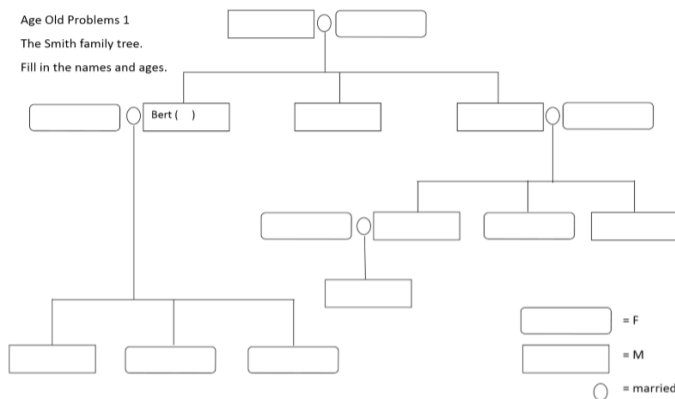 Age Old Problems 1
The Smith family tree.
Fill in the names and ages.
Bert (   )
= F
= M
= married